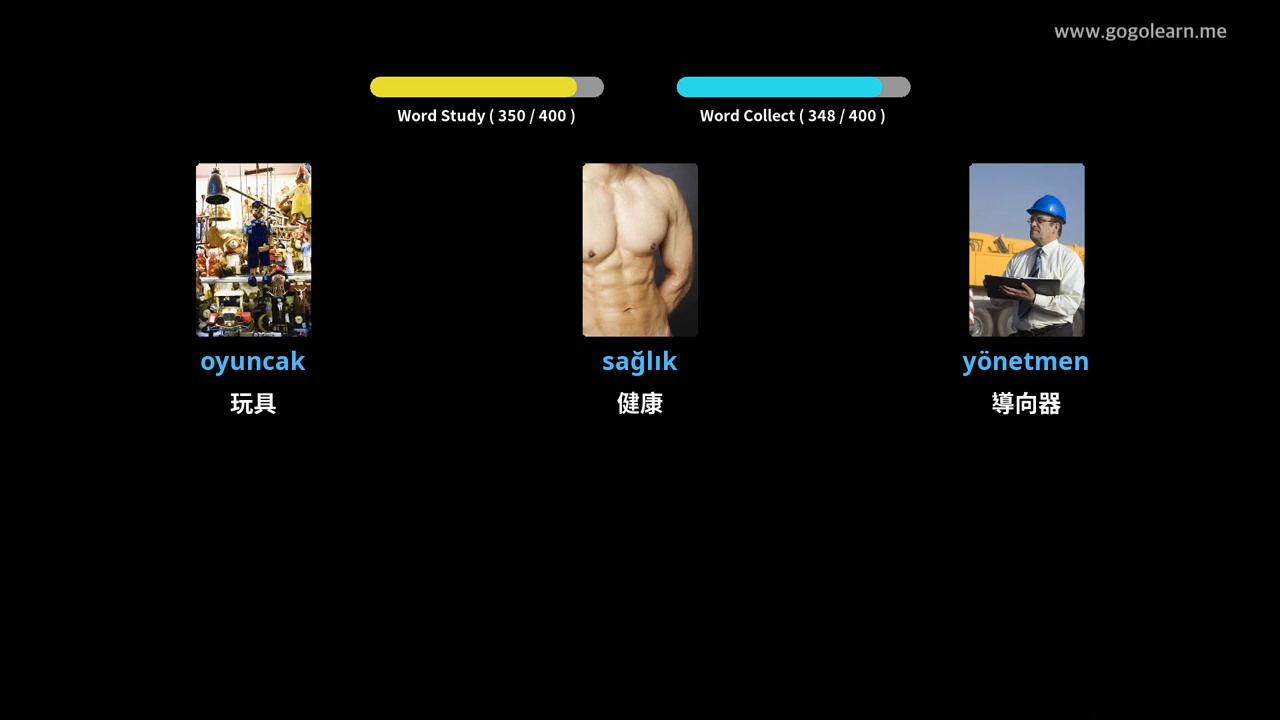 www.gogolearn.me
Word Study ( 350 / 400 )
Word Collect ( 348 / 400 )
oyuncak
玩具
sağlık
健康
yönetmen
導向器